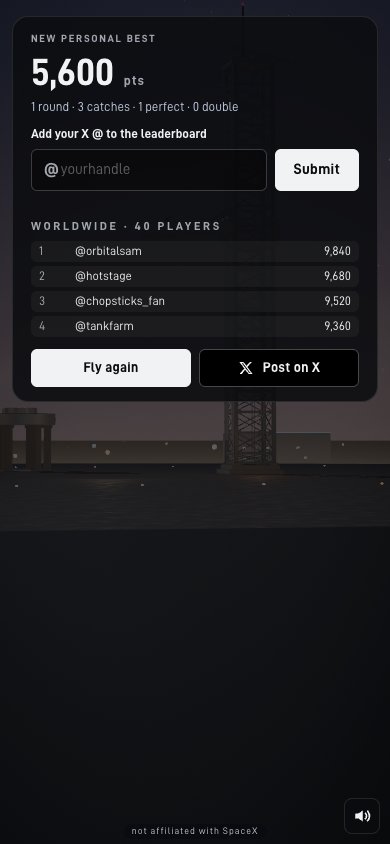 NEW PERSONAL BEST
5,600 pts
1 round · 3 catches · 1 perfect · 0 double
Add your X @ to the leaderboard
@yourhandle
Submit
WORLDWIDE · 40 PLAYERS
1 @orbitalsam 9,840
2 @hotstage 9,680
3 @chopsticks_fan 9,520
4 @tankfarm 9,360
Fly again
Post on X
not affiliated with SpaceX